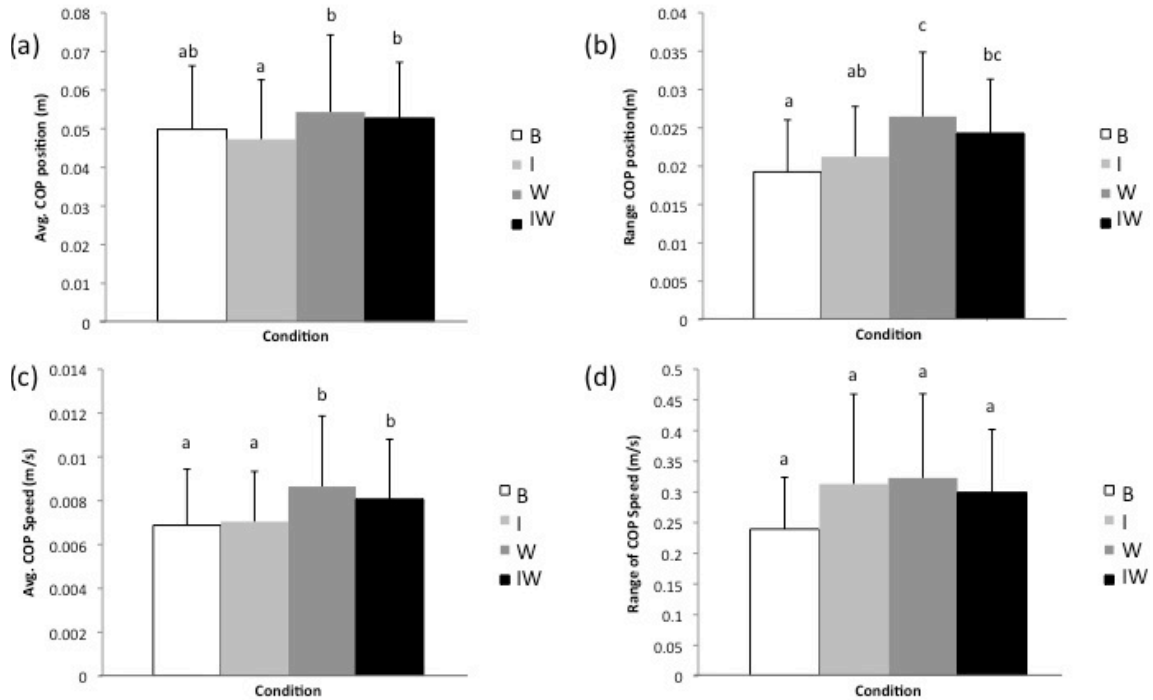 (a)
Avg. COP position (m)
0.08
0.07
0.06
0.05
0.04
0.03
0.02
0.01
0
ab
a
b
b
Condition
B
I
W
IW
(b)
Range COP position(m)
0.04
0.035
0.03
0.025
0.02
0.015
0.01
0.005
0
a
ab
c
bc
Condition
B
I
W
IW
(c)
Avg. COP Speed (m/s)
0.014
0.012
0.01
0.008
0.006
0.004
0.002
0
a
a
b
b
Condition
B
I
W
IW
(d)
Range of COP Speed (m/s)
0.5
0.45
0.4
0.35
0.3
0.25
0.2
0.15
0.1
0.05
0
a
a
a
a
Condition
B
I
W
IW